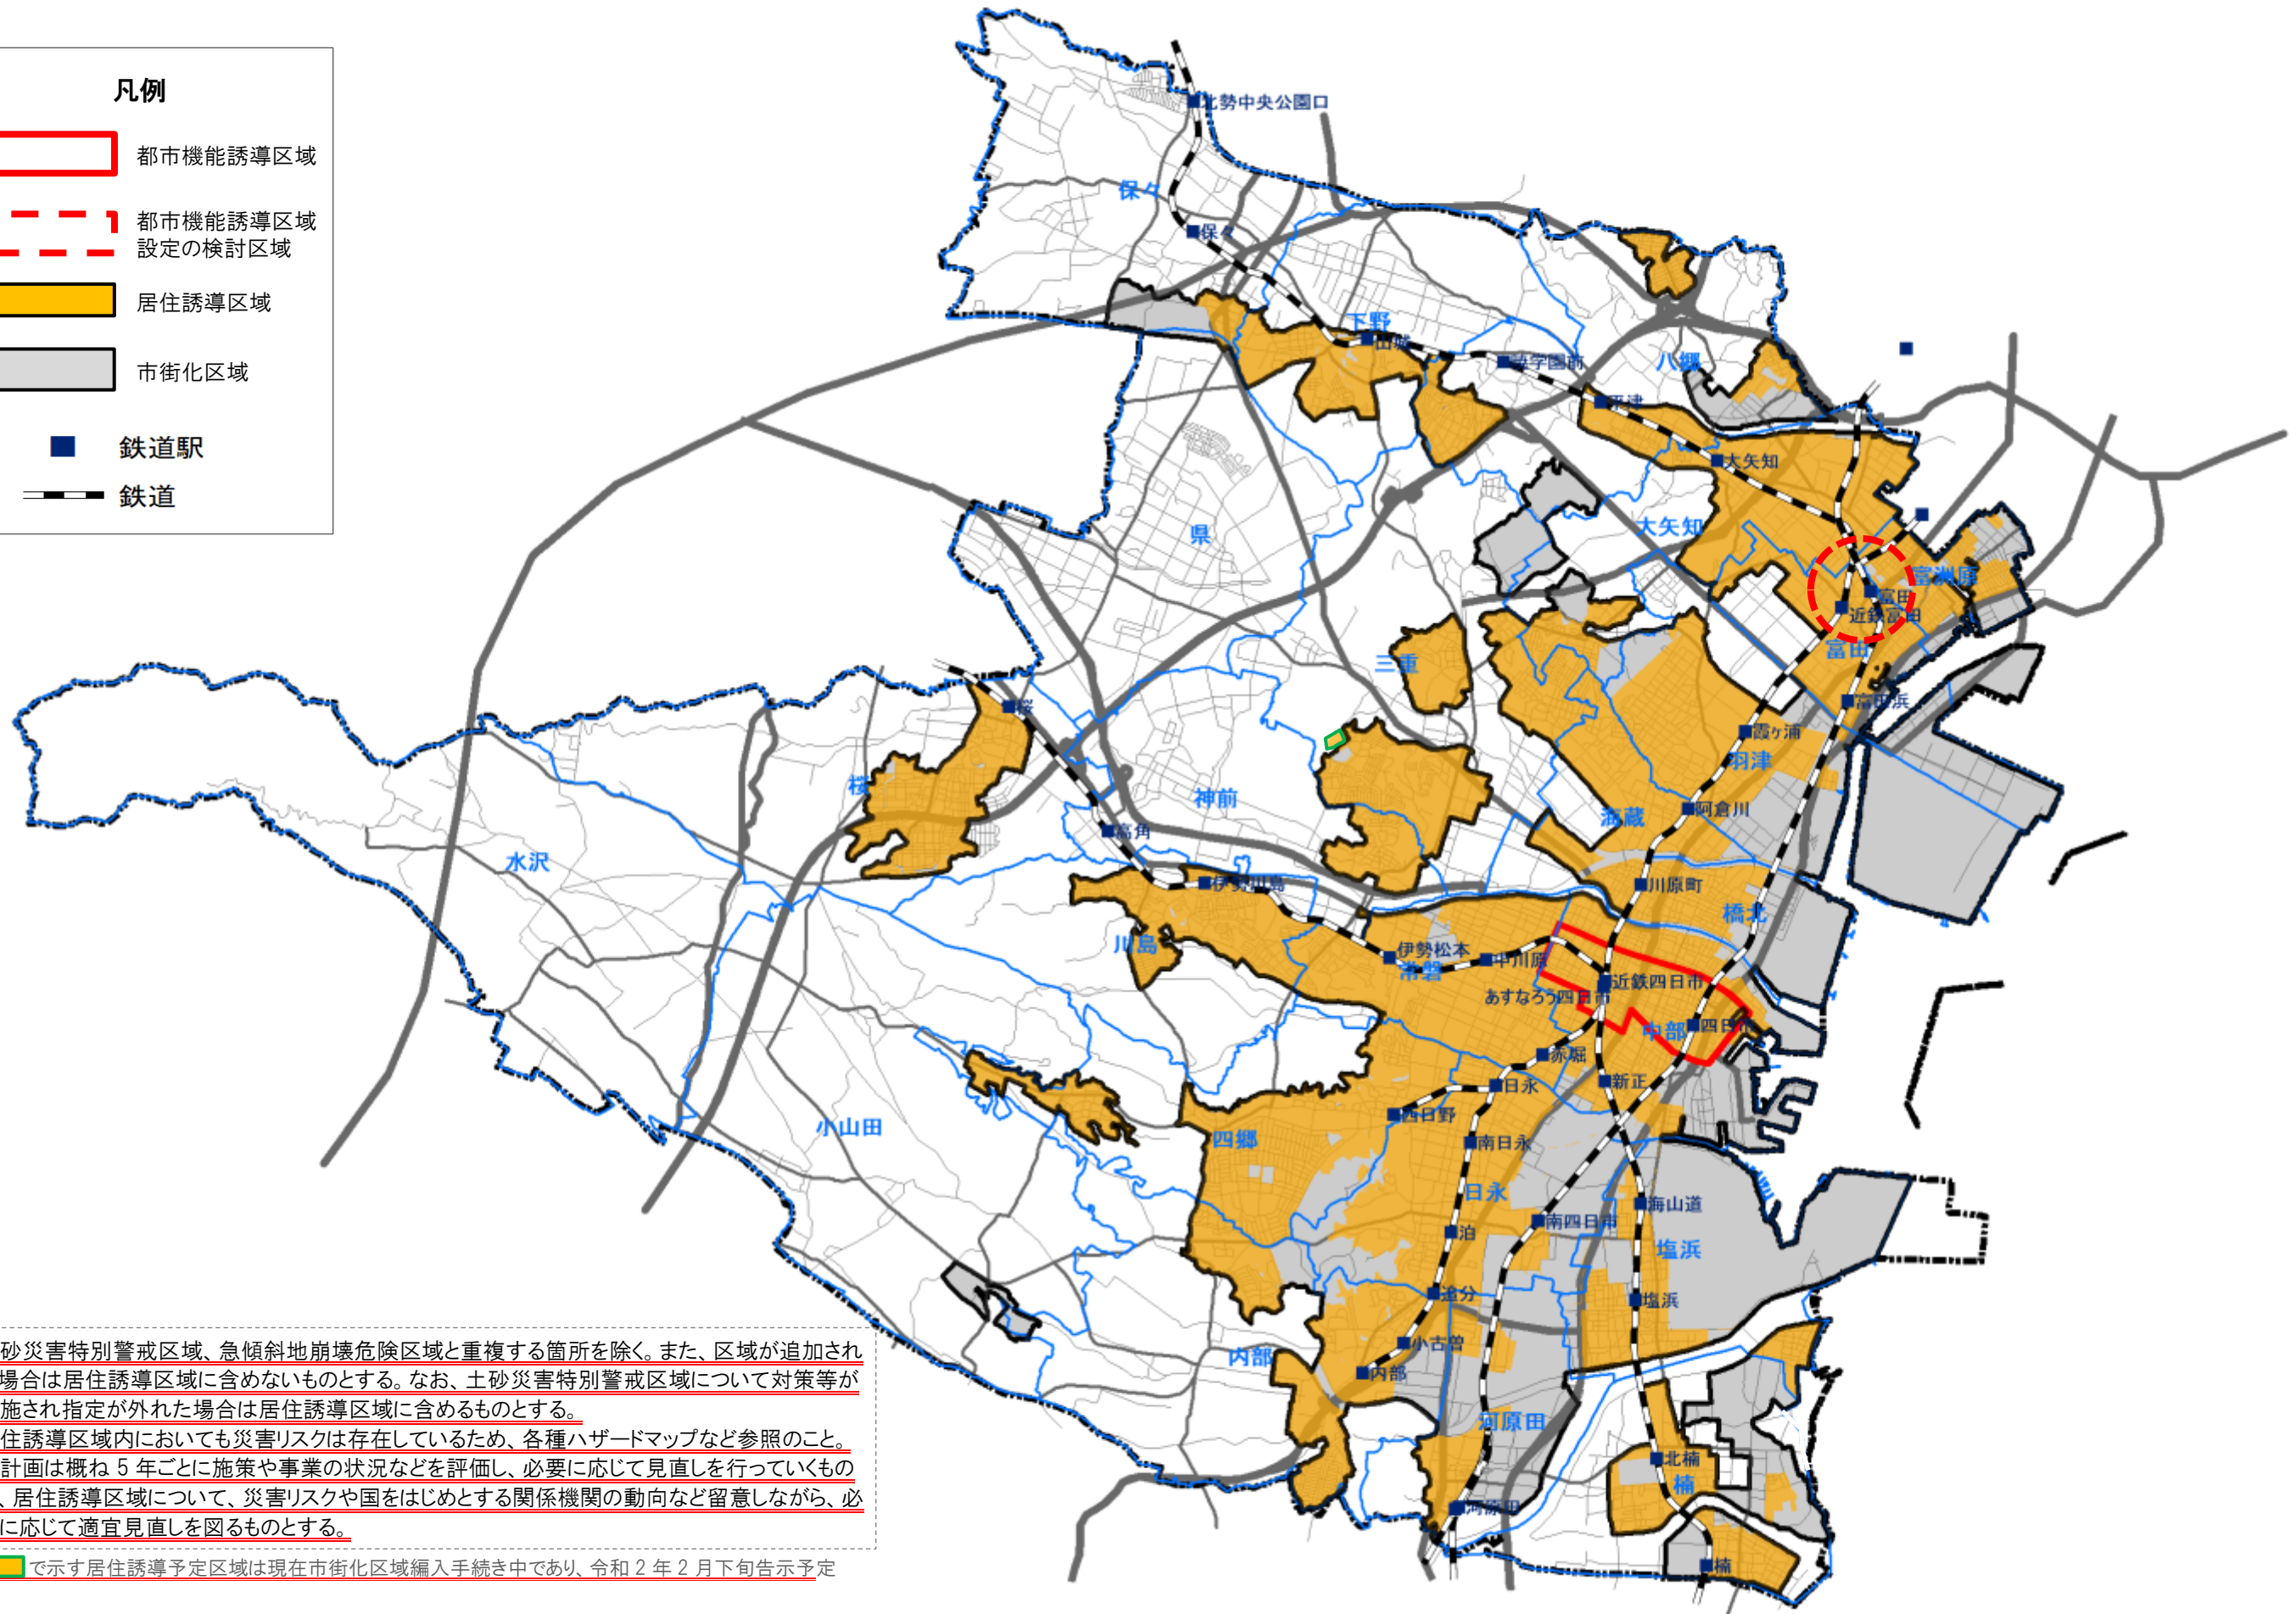 凡例
都市機能誘導区域
都市機能誘導区域
設定の検討区域
居住誘導区域
市街化区域
鉄道駅
鉄道
北勢中央公園口
保々
保々
下野
山城
暁学園前
八郷
平津
大矢知
大矢知
県
富洲原
富田
近鉄富田
富田
富田浜
三重
霞ヶ浦
羽津
桜
桜
神前
海蔵
阿倉川
高角
水沢
伊勢川島
川原町
橋北
川島
伊勢松本
常磐
中川原
近鉄四日市
あすなろう四日市
中部
四日市
赤堀
新正
日永
西日野
小山田
四郷
南日永
日永
海山道
南四日市
泊
塩浜
追分
塩浜
小古曽
内部
内部
河原田
北楠
楠
河原田
楠
砂災害特別警戒区域、急傾斜地崩壊危険区域と重複する箇所を除く。また、区域が追加され
場合は居住誘導区域に含めないものとする。なお、土砂災害特別警戒区域について対策等が
施され指定が外れた場合は居住誘導区域に含めるものとする。
住誘導区域内においても災害リスクは存在しているため、各種ハザードマップなど参照のこと。
計画は概ね 5 年ごとに施策や事業の状況などを評価し、必要に応じて見直しを行っていくもの
、居住誘導区域について、災害リスクや国をはじめとする関係機関の動向など留意しながら、必
に応じて適宜見直しを図るものとする。
で示す居住誘導予定区域は現在市街化区域編入手続き中であり、令和 2 年 2 月下旬告示予定